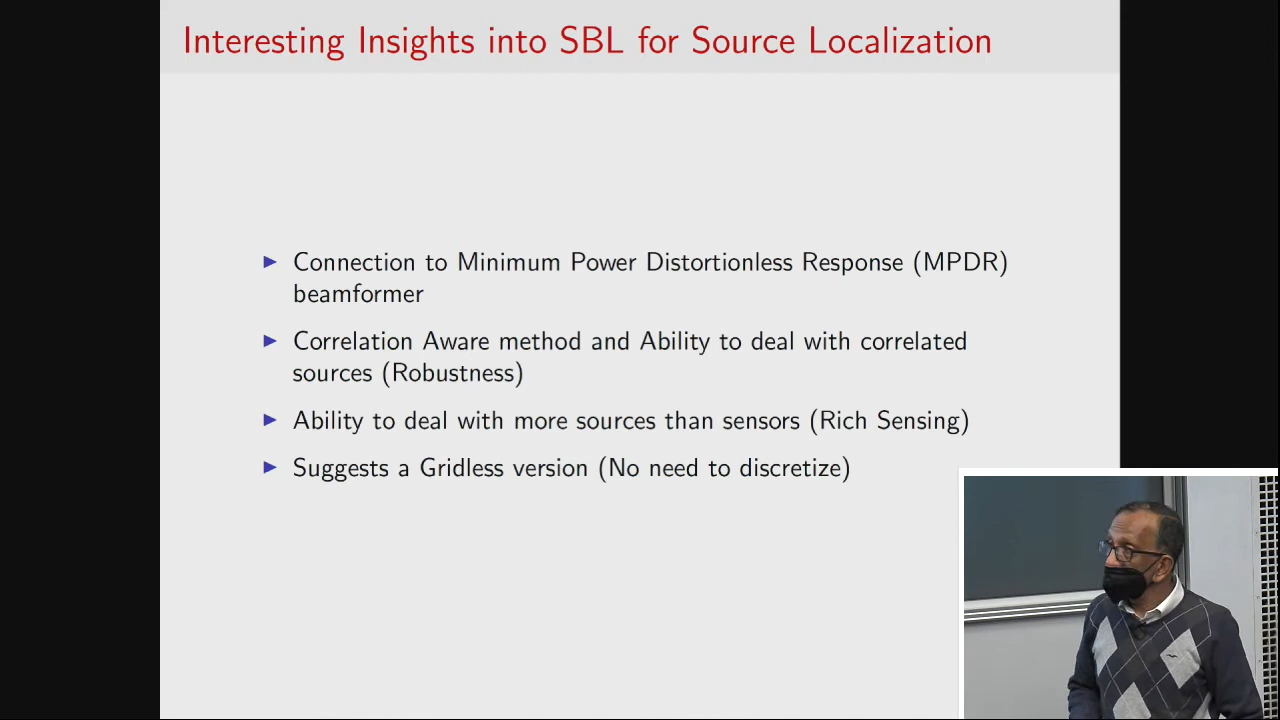 Interesting Insights into SBL for Source Localization
Connection to Minimum Power Distortionless Response (MPDR)
beamformer
Correlation Aware method and Ability to deal with correlated
sources (Robustness)
Ability to deal with more sources than sensors (Rich Sensing)
Suggests a Gridless version (No need to discretize)